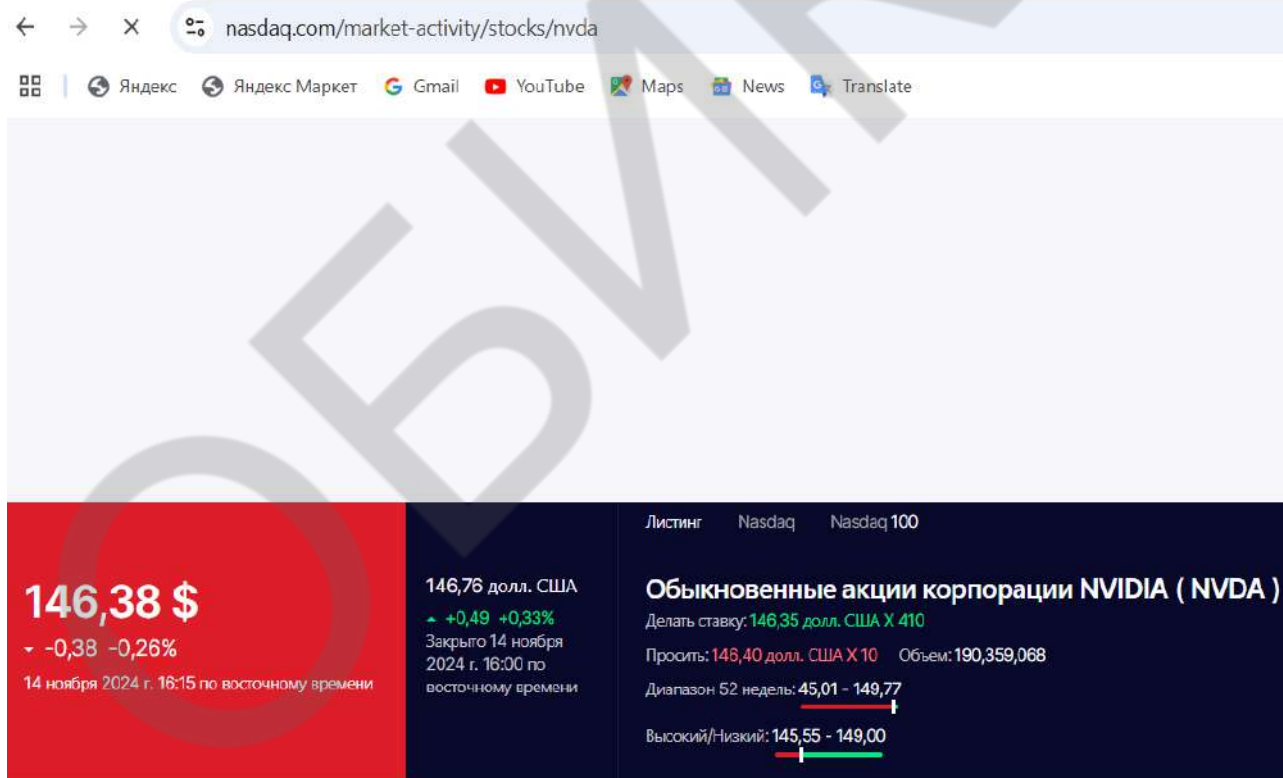 nasdaq.com/market-activity/stocks/nvda
Яндекс Яндекс Маркет Gmail YouTube Maps News Translate
146,38 $
-0,38 -0,26%
14 ноября 2024 г. 16:15 по восточному времени
146,76 долл. США
+0,49 +0,33%
Закрыто 14 ноября
2024 г. 16:00 по
восточному времени
Листинг Nasdaq Nasdaq 100
Обыкновенные акции корпорации NVIDIA ( NVDA )
Делать ставку: 146,35 долл. США X 410
Просить: 146,40 долл. США X 10 Объем: 190,359,068
Диапазон 52 недель: 45,01 - 149,77
Высокий/Низкий: 145,55 - 149,00